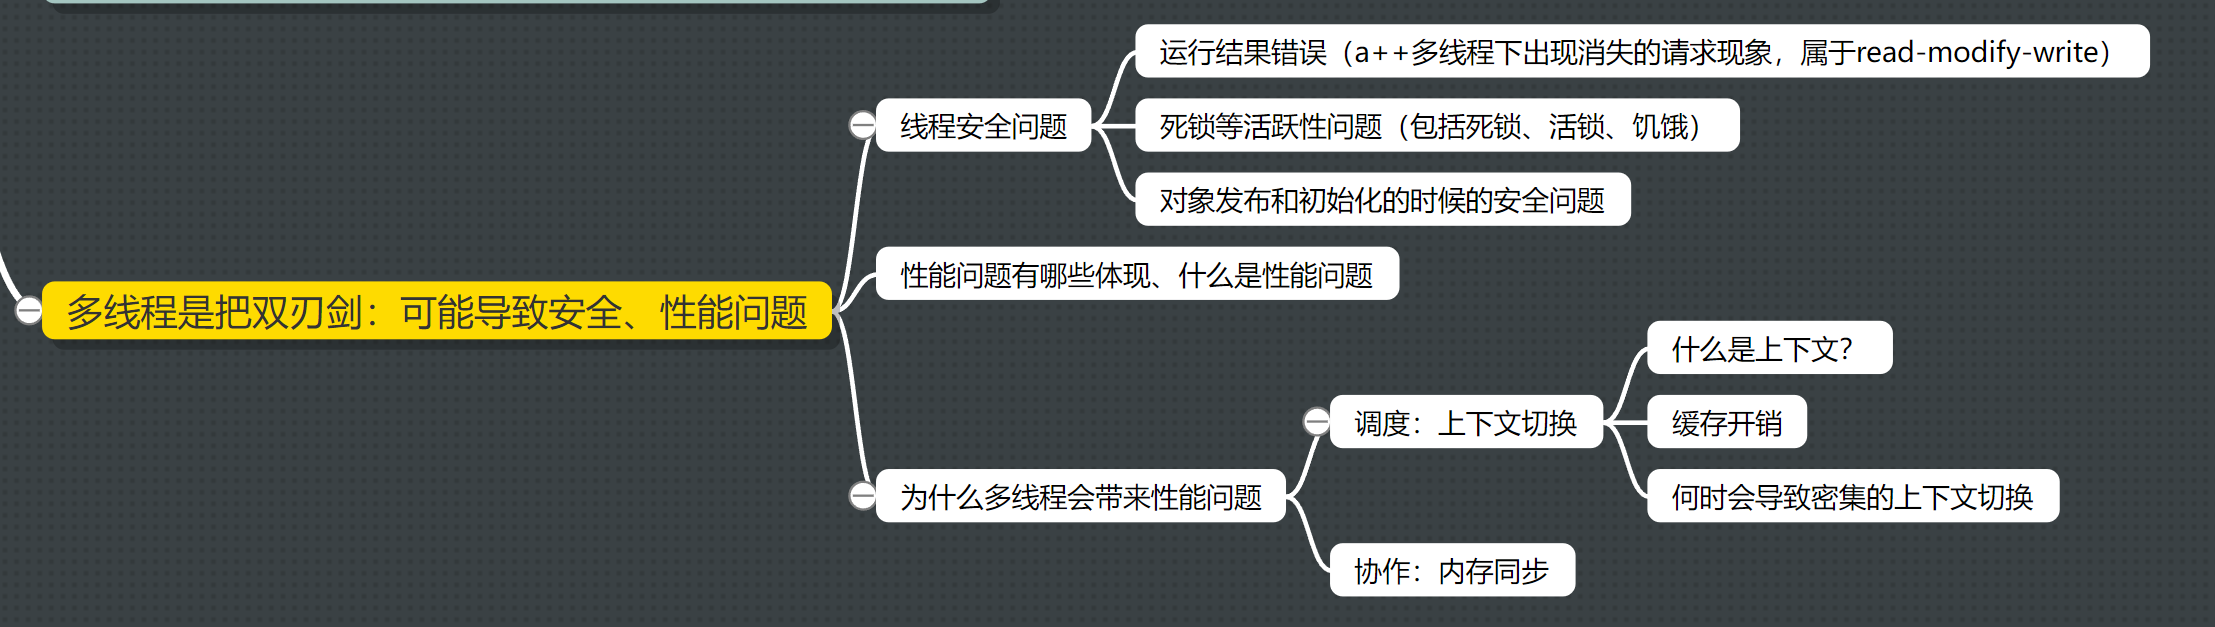 多线程是把双刃剑：可能导致安全、性能问题
线程安全问题
运行结果错误（a++多线程下出现消失的请求现象，属于read-modify-write）
死锁等活跃性问题（包括死锁、活锁、饥饿）
对象发布和初始化的时候的安全问题
性能问题有哪些体现、什么是性能问题
为什么多线程会带来性能问题
调度：上下文切换
什么是上下文？
缓存开销
何时会导致密集的上下文切换
协作：内存同步